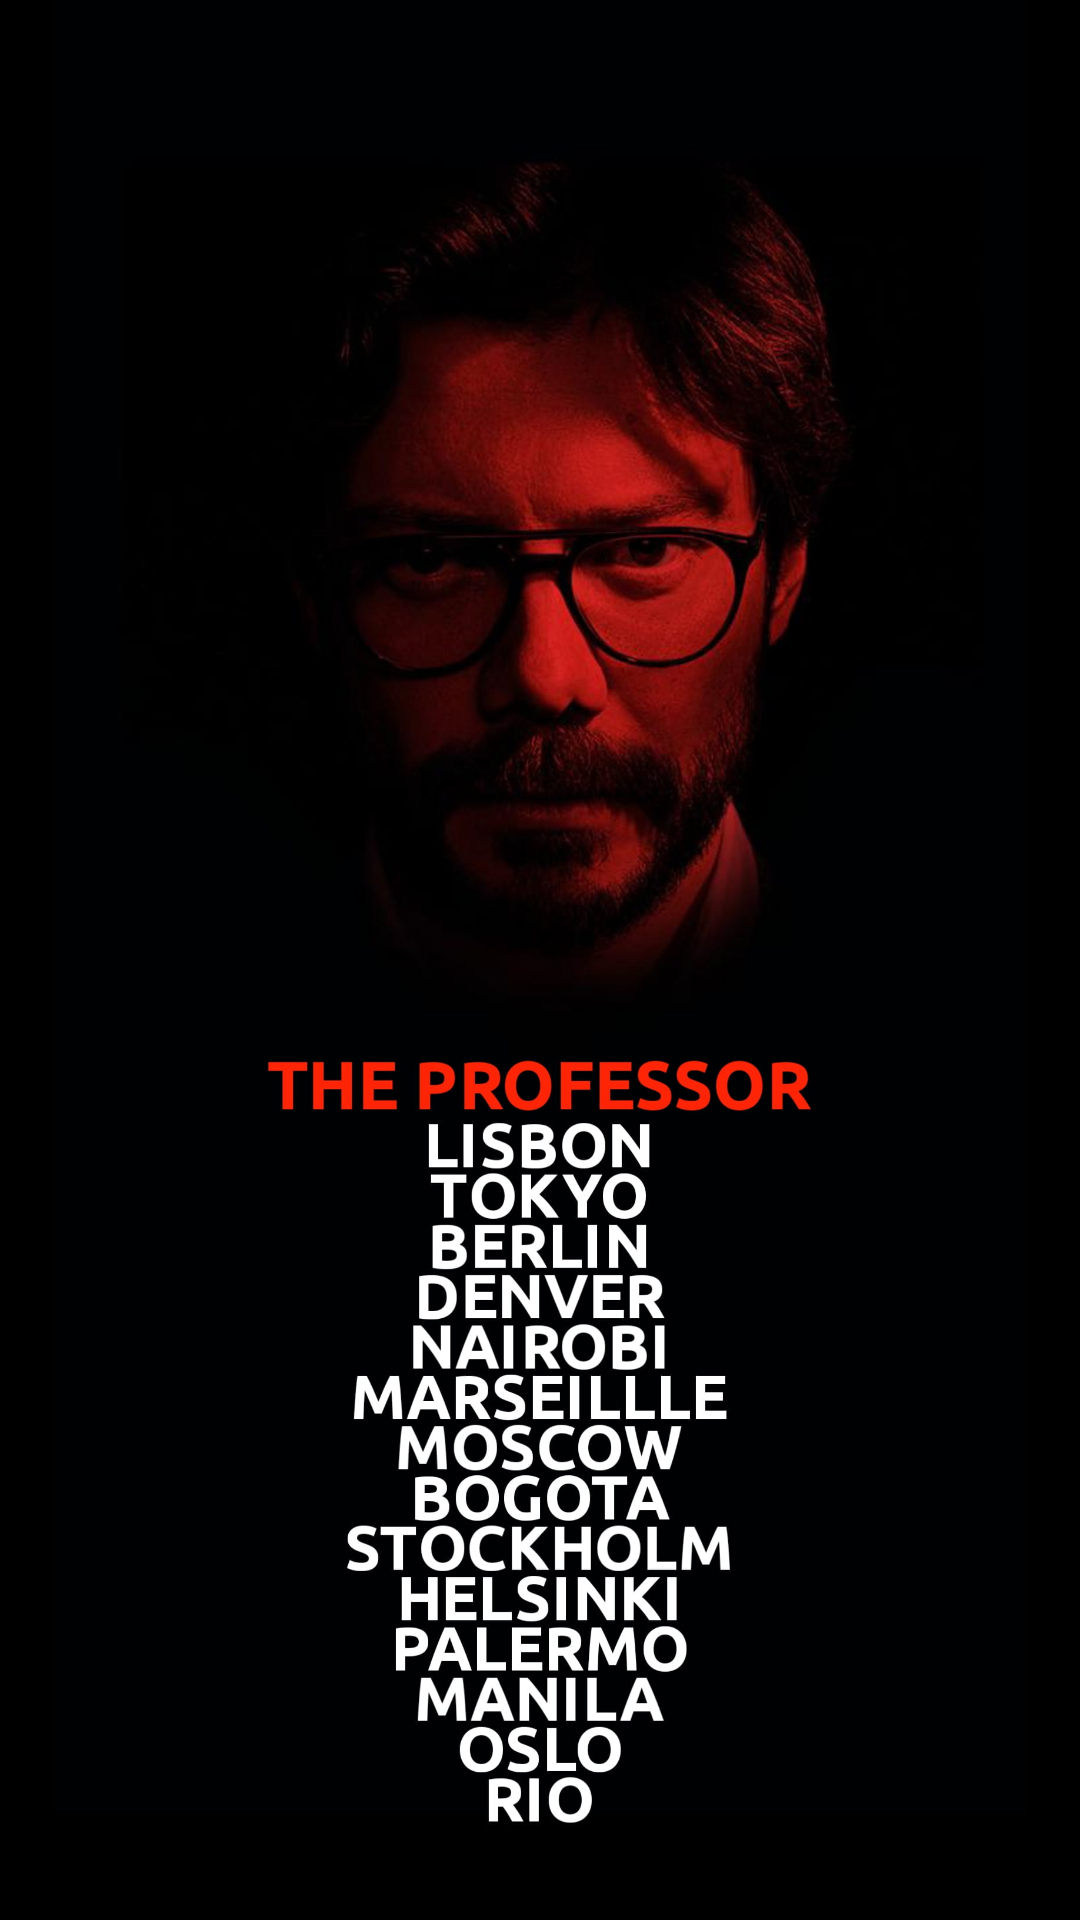 THE PROFESSOR
LISBON
TOKYO
BERLIN
DENVER
NAIROBI
MARSEILLLE
MOSCOW
BOGOTA
STOCKHOLM
HELSINKI
PALERMO
MANILA
OSLO
RIO